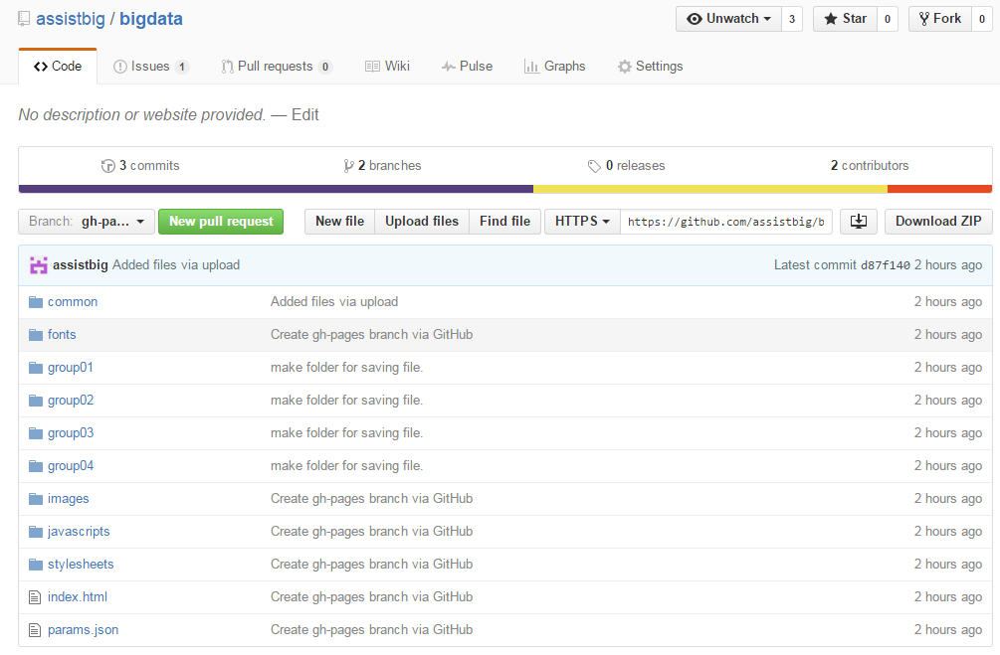 assistbig / bigdata Unwatch 3 Star 0 Fork 0
Code Issues 1 Pull requests 0 Wiki Pulse Graphs Settings
No description or website provided. — Edit
3 commits 2 branches 0 releases 2 contributors
Branch: gh-pa... New pull request New file Upload files Find file HTTPS https://github.com/assistbig/b Download ZIP
assistbig Added files via upload Latest commit d87f140 2 hours ago
common Added files via upload 2 hours ago
fonts Create gh-pages branch via GitHub 2 hours ago
group01 make folder for saving file. 2 hours ago
group02 make folder for saving file. 2 hours ago
group03 make folder for saving file. 2 hours ago
group04 make folder for saving file. 2 hours ago
images Create gh-pages branch via GitHub 2 hours ago
javascripts Create gh-pages branch via GitHub 2 hours ago
stylesheets Create gh-pages branch via GitHub 2 hours ago
index.html Create gh-pages branch via GitHub 2 hours ago
params.json Create gh-pages branch via GitHub 2 hours ago